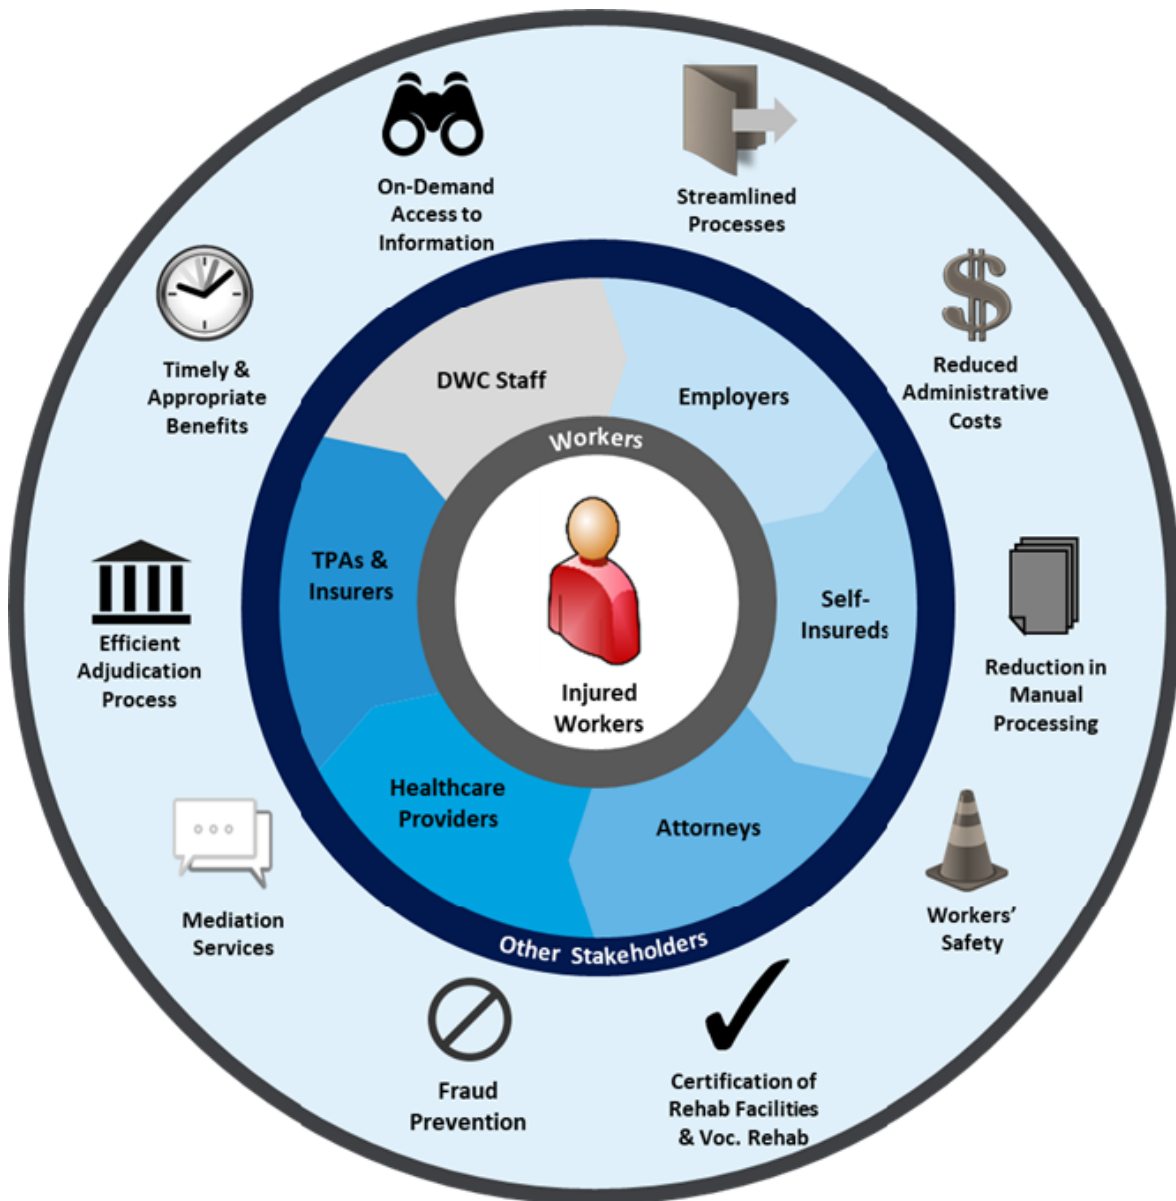 On-Demand
Access to
Information
Streamlined
Processes
Reduced
Administrative
Costs
Reduction in
Manual
Processing
Workers'
Safety
Certification of
Rehab Facilities
& Voc. Rehab
Fraud
Prevention
Mediation
Services
Efficient
Adjudication
Process
Timely &
Appropriate
Benefits
DWC Staff
Employers
Self-
Insureds
Attorneys
Healthcare
Providers
TPAs &
Insurers
Other Stakeholders
Workers
Injured
Workers